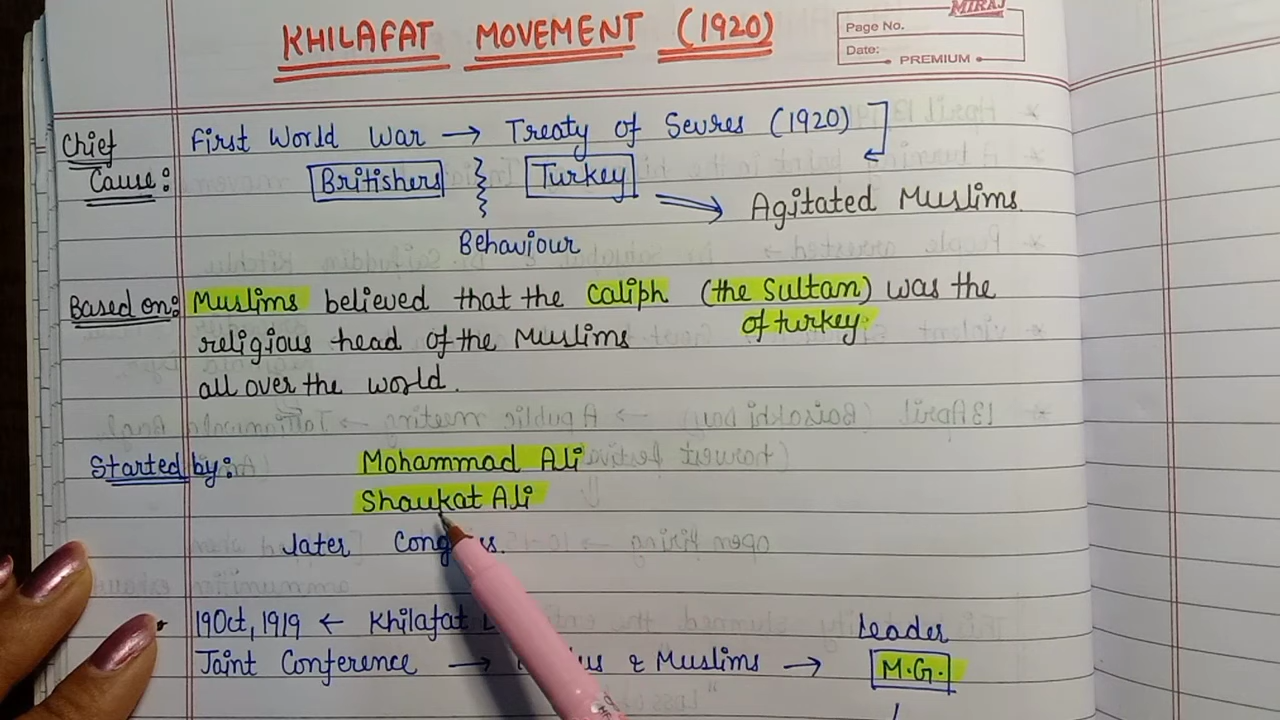 KHILAFAT MOVEMENT (1920)
MIRAJ
Page No.
Date:
PREMIUM
Chief Cause:
First World War → Treaty of Sevres (1920)
Britishers Turkey
Behaviour
⇒ Agitated Muslims
Based on: Muslims believed that the caliph (the Sultan) was the
of turkey.
religious head of the Muslims
all over the world.
Started by: Mohammad Ali
Shaukat Ali
later
19 Oct, 1919 ← Khilafat
Leader
Joint Conference → & Muslims → M.G.